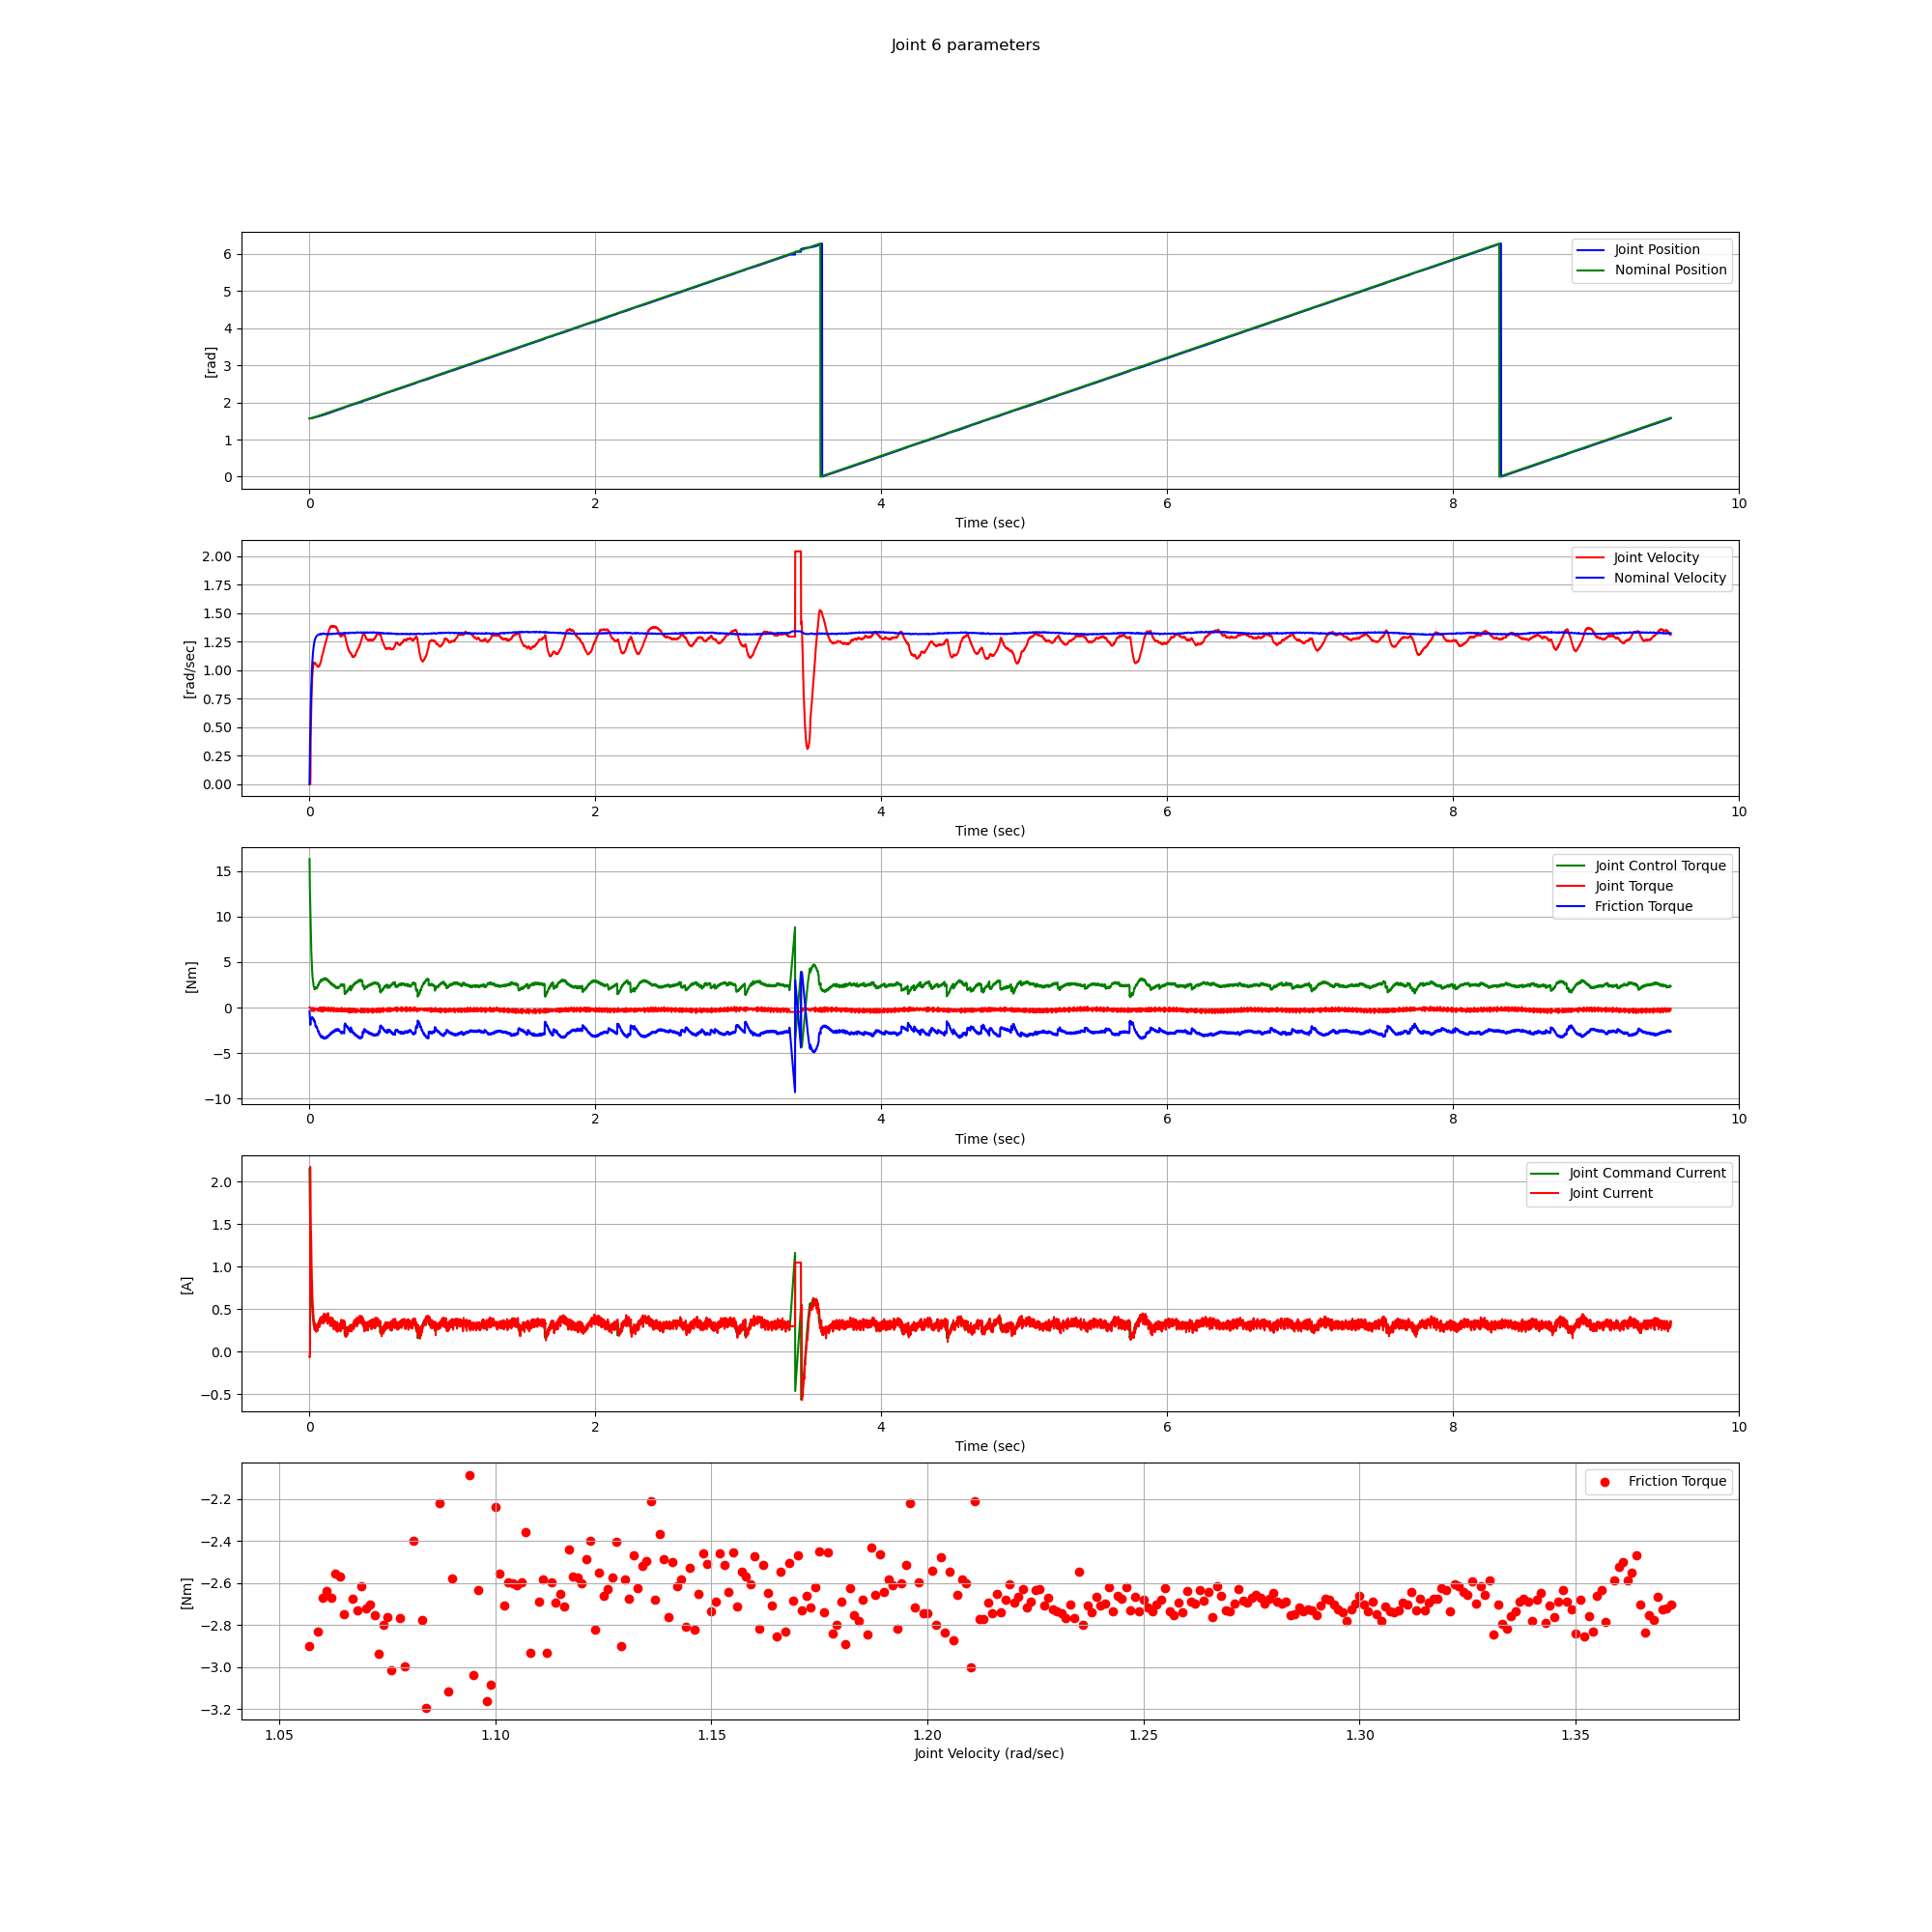 Joint 6 parameters
6
5
4
3
2
1
0
[rad]
Joint Position
Nominal Position
0 2 4 6 8 10
Time (sec)
2.00
1.75
1.50
1.25
1.00
0.75
0.50
0.25
0.00
[rad/sec]
Joint Velocity
Nominal Velocity
0 2 4 6 8 10
Time (sec)
15
10
5
0
−5
−10
[Nm]
Joint Control Torque
Joint Torque
Friction Torque
0 2 4 6 8 10
Time (sec)
2.0
1.5
1.0
0.5
0.0
−0.5
[A]
Joint Command Current
Joint Current
0 2 4 6 8 10
Time (sec)
−2.2
−2.4
−2.6
−2.8
−3.0
−3.2
[Nm]
Friction Torque
1.05 1.10 1.15 1.20 1.25 1.30 1.35
Joint Velocity (rad/sec)